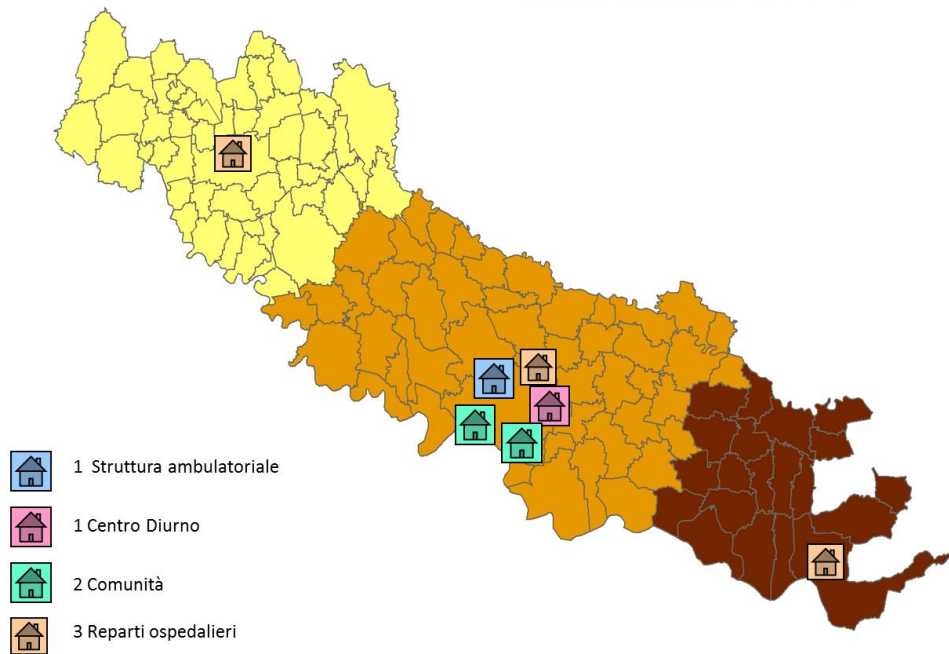 1 Struttura ambulatoriale
1 Centro Diurno
2 Comunità
3 Reparti ospedalieri